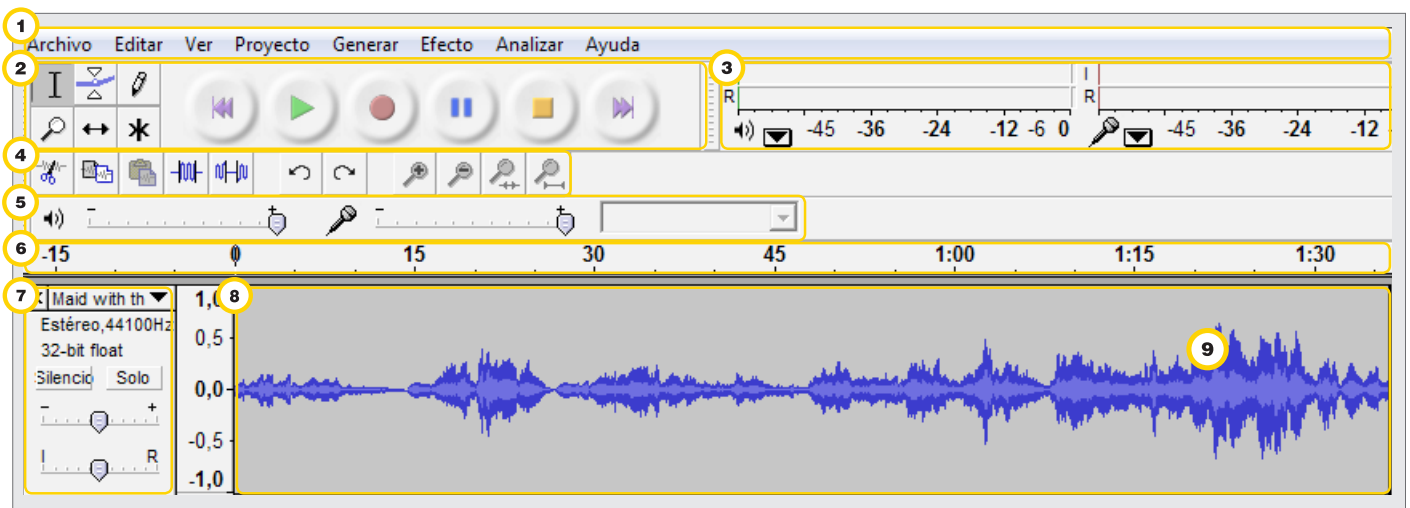 1
Archivo Editar Ver Proyecto Generar Efecto Analizar Ayuda
2
3
I
R
R
-45 -36 -24 -12 -6 0
-45 -36 -24 -12
4
5
- +
- +
6
-15 0 15 30 45 1:00 1:15 1:30
7
X Maid with th
Estéreo,44100Hz
32-bit float
Silencio Solo
- +
I R
8
1,0
0,5
0,0
-0,5
-1,0
9